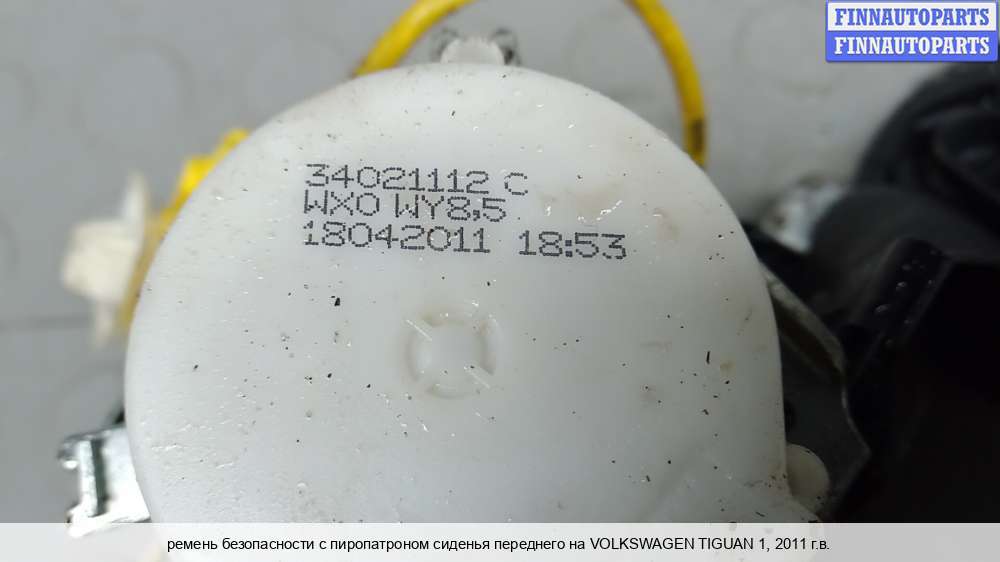 FINNAUTOPARTS
FINNAUTOPARTS
34021112 C
WX0 WY8,5
18042011 18:53
ремень безопасности с пиропатроном сиденья переднего на VOLKSWAGEN TIGUAN 1, 2011 г.в.